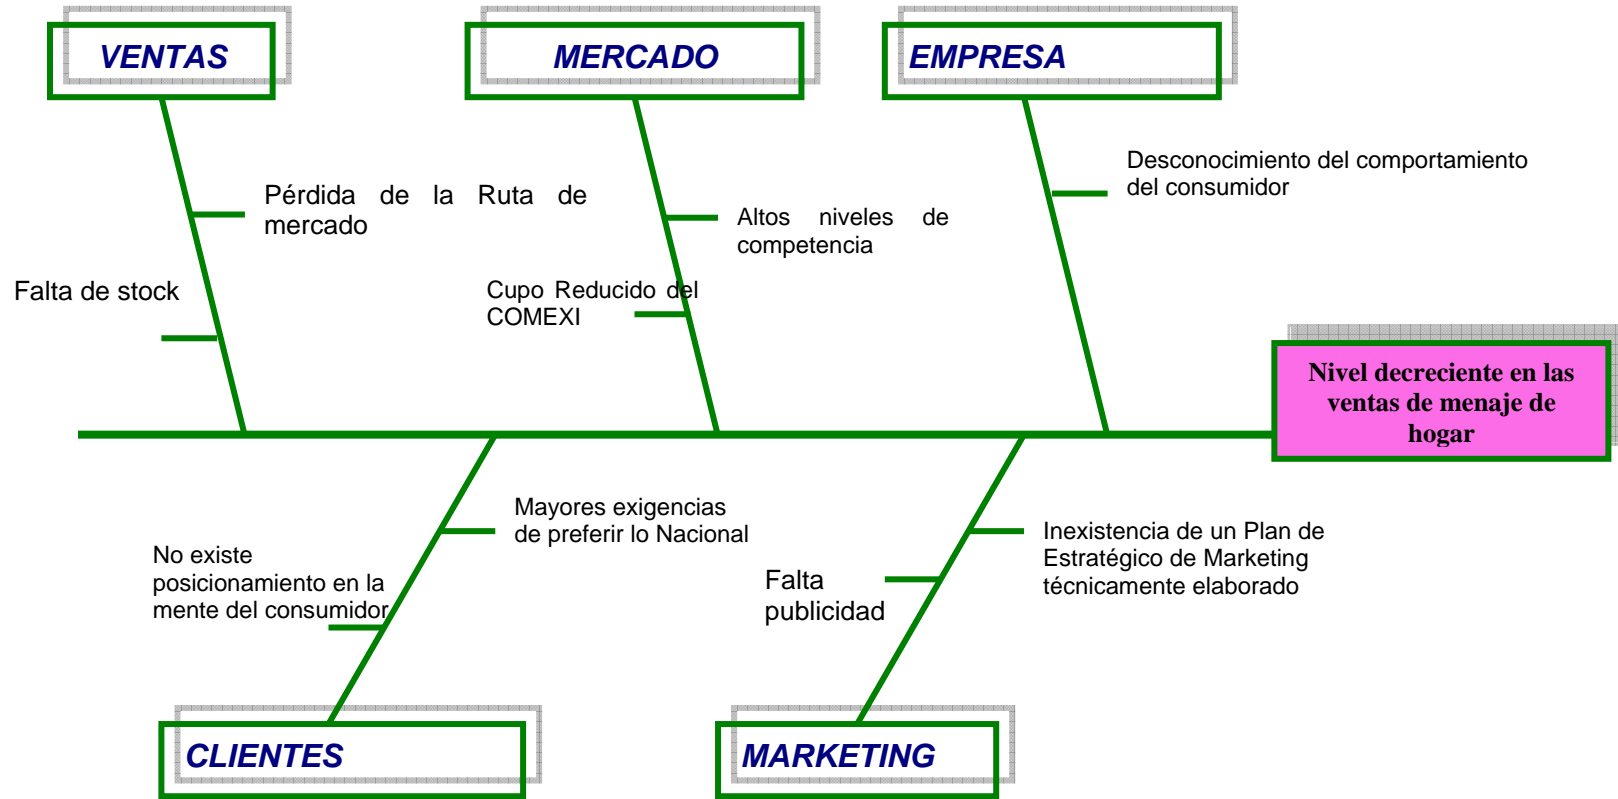 VENTAS
MERCADO
EMPRESA
Pérdida de la Ruta de
mercado
Falta de stock
Altos niveles de
competencia
Cupo Reducido del
COMEXI
Desconocimiento del comportamiento
del consumidor
Nivel decreciente en las
ventas de menaje de
hogar
No existe
posicionamiento en la
mente del consumidor
Mayores exigencias
de preferir lo Nacional
Falta
publicidad
Inexistencia de un Plan de
Estratégico de Marketing
técnicamente elaborado
CLIENTES
MARKETING